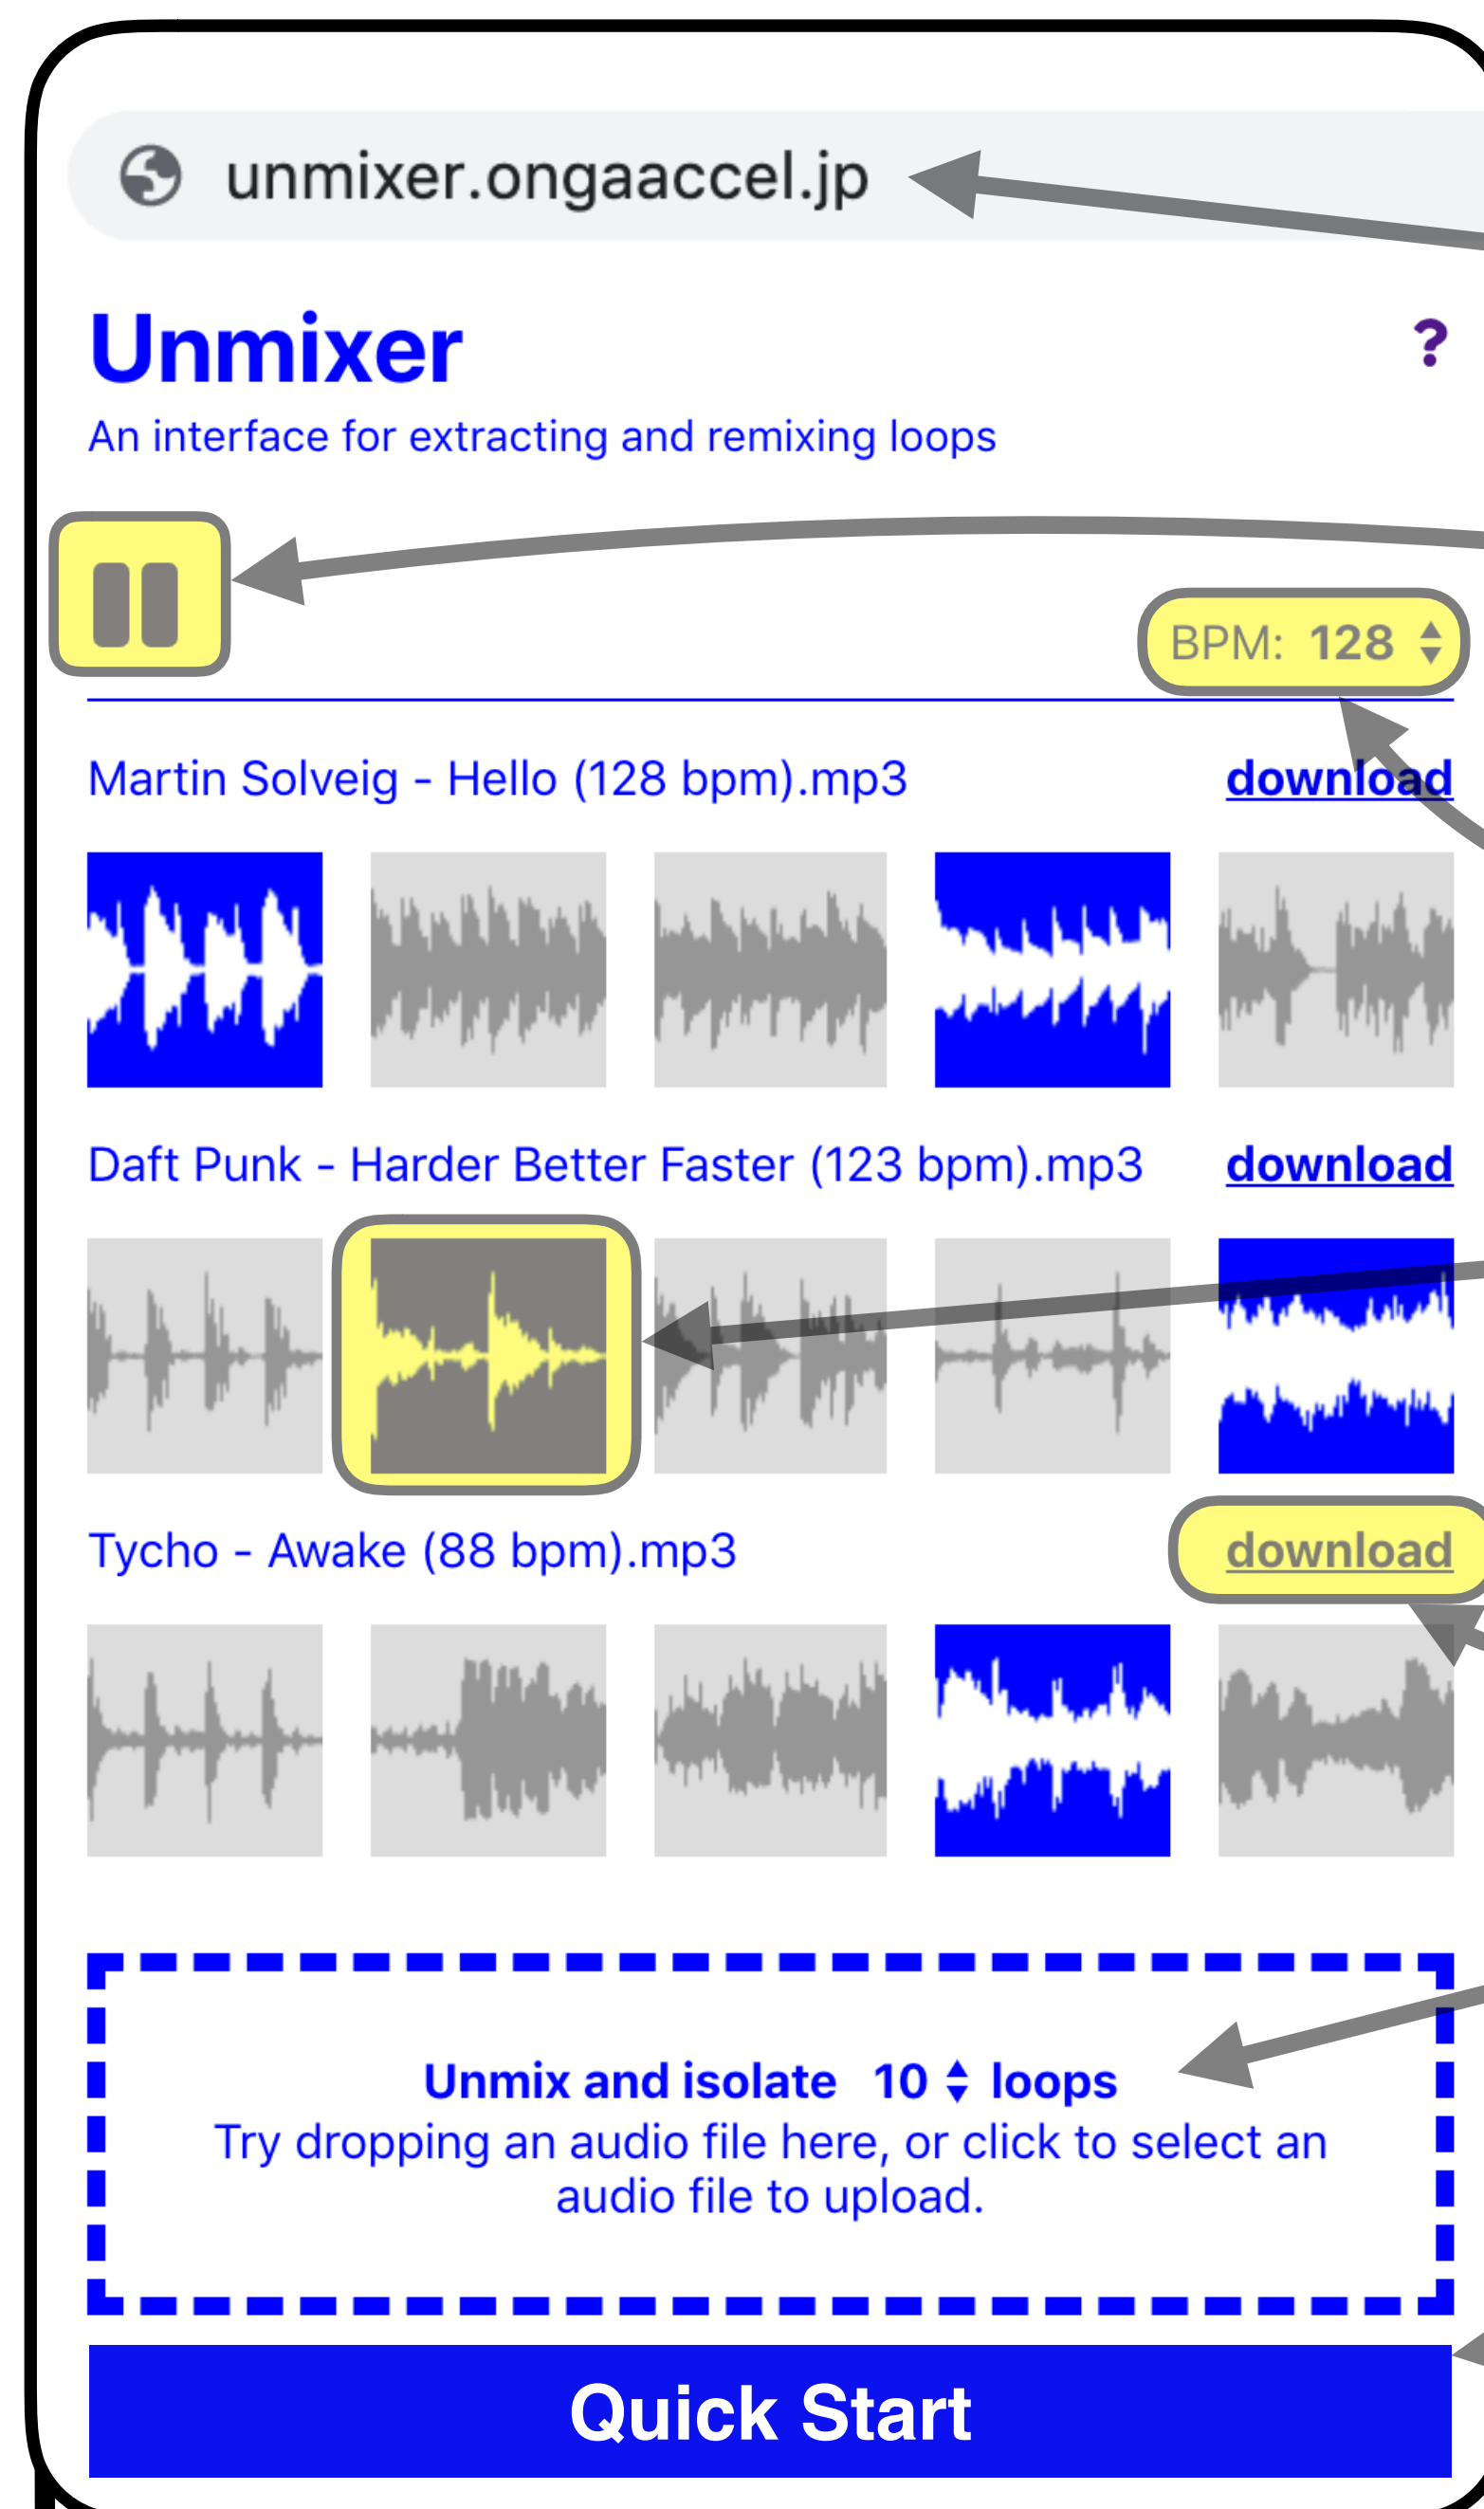 unmixer.ongaaccel.jp
Unmixer
?
An interface for extracting and remixing loops
BPM: 128
Martin Solveig - Hello (128 bpm).mp3 download
Daft Punk - Harder Better Faster (123 bpm).mp3 download
Tycho - Awake (88 bpm).mp3 download
Unmix and isolate 10 loops
Try dropping an audio file here, or click to select an
audio file to upload.
Quick Start